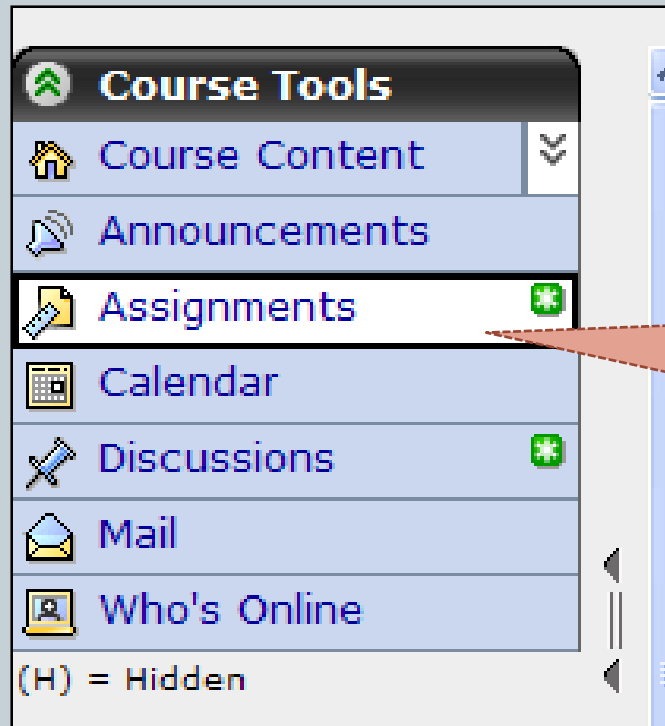 Course Tools
Course Content
Announcements
Assignments
Calendar
Discussions
Mail
Who's Online
(H) = Hidden